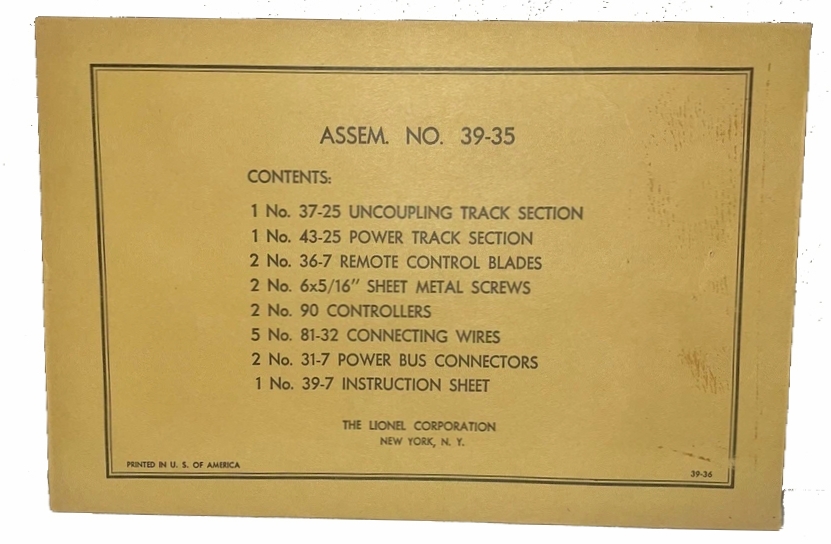 ASSEM. NO. 39-35
CONTENTS:
1 No. 37-25 UNCOUPLING TRACK SECTION
1 No. 43-25 POWER TRACK SECTION
2 No. 36-7 REMOTE CONTROL BLADES
2 No. 6x5/16" SHEET METAL SCREWS
2 No. 90 CONTROLLERS
5 No. 81-32 CONNECTING WIRES
2 No. 31-7 POWER BUS CONNECTORS
1 No. 39-7 INSTRUCTION SHEET
THE LIONEL CORPORATION
NEW YORK, N. Y.
PRINTED IN U. S. OF AMERICA
39-36